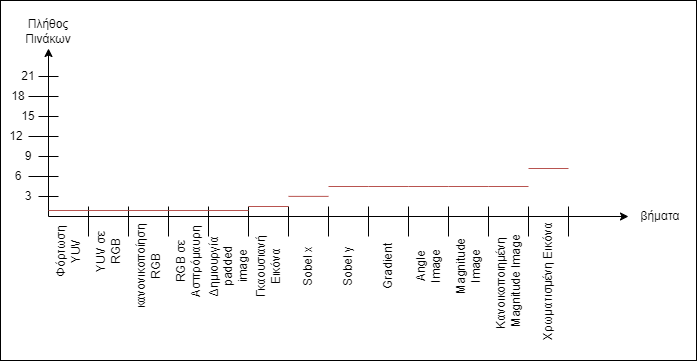 Πλήθος
Πινάκων
21
18
15
12
9
6
3
βήματα
Φόρτωση
YUV
YUV σε
RGB
κανονικοποίηση
RGB
RGB σε
Ασπρόμαυρη
Δημιουργία
padded
image
Γκαουσιανή
Εικόνα
Sobel x
Sobel y
Gradient
Angle
Image
Magnitude
Image
Κανοικοποιημένη
Magnitude Image
Χρωματισμένη Εικόνα